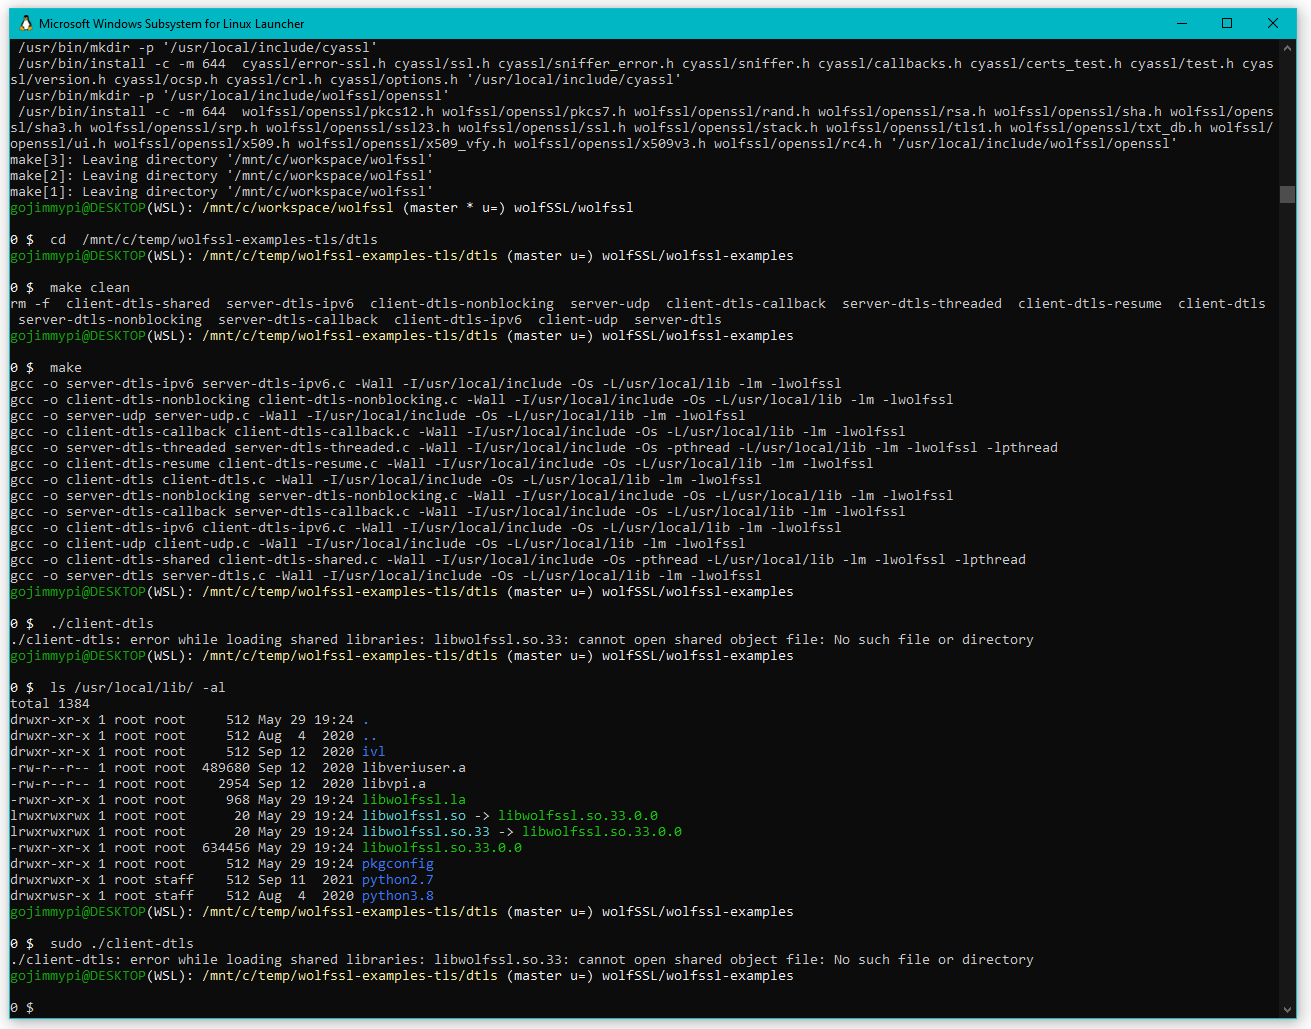 Microsoft Windows Subsystem for Linux Launcher
/usr/bin/mkdir -p '/usr/local/include/cyassl'
/usr/bin/install -c -m 644  cyassl/error-ssl.h cyassl/ssl.h cyassl/sniffer_error.h cyassl/sniffer.h cyassl/callbacks.h cyassl/certs_test.h cyassl/test.h cyas
sl/version.h cyassl/ocsp.h cyassl/crl.h cyassl/options.h '/usr/local/include/cyassl'
/usr/bin/mkdir -p '/usr/local/include/wolfssl/openssl'
/usr/bin/install -c -m 644  wolfssl/openssl/pkcs12.h wolfssl/openssl/pkcs7.h wolfssl/openssl/rand.h wolfssl/openssl/rsa.h wolfssl/openssl/sha.h wolfssl/opens
sl/sha3.h wolfssl/openssl/srp.h wolfssl/openssl/ssl23.h wolfssl/openssl/ssl.h wolfssl/openssl/stack.h wolfssl/openssl/tls1.h wolfssl/openssl/txt_db.h wolfssl/
openssl/ui.h wolfssl/openssl/x509.h wolfssl/openssl/x509_vfy.h wolfssl/openssl/x509v3.h wolfssl/openssl/rc4.h '/usr/local/include/wolfssl/openssl'
make[3]: Leaving directory '/mnt/c/workspace/wolfssl'
make[2]: Leaving directory '/mnt/c/workspace/wolfssl'
make[1]: Leaving directory '/mnt/c/workspace/wolfssl'
gojimmypi@DESKTOP(WSL): /mnt/c/workspace/wolfssl (master * u=) wolfSSL/wolfssl
0 $  cd  /mnt/c/temp/wolfssl-examples-tls/dtls
gojimmypi@DESKTOP(WSL): /mnt/c/temp/wolfssl-examples-tls/dtls (master u=) wolfSSL/wolfssl-examples
0 $  make clean
rm -f  client-dtls-shared  server-dtls-ipv6  client-dtls-nonblocking  server-udp  client-dtls-callback  server-dtls-threaded  client-dtls-resume  client-dtls
server-dtls-nonblocking  server-dtls-callback  client-dtls-ipv6  client-udp  server-dtls
gojimmypi@DESKTOP(WSL): /mnt/c/temp/wolfssl-examples-tls/dtls (master u=) wolfSSL/wolfssl-examples
0 $  make
gcc -o server-dtls-ipv6 server-dtls-ipv6.c -Wall -I/usr/local/include -Os -L/usr/local/lib -lm -lwolfssl
gcc -o client-dtls-nonblocking client-dtls-nonblocking.c -Wall -I/usr/local/include -Os -L/usr/local/lib -lm -lwolfssl
gcc -o server-udp server-udp.c -Wall -I/usr/local/include -Os -L/usr/local/lib -lm -lwolfssl
gcc -o client-dtls-callback client-dtls-callback.c -Wall -I/usr/local/include -Os -L/usr/local/lib -lm -lwolfssl
gcc -o server-dtls-threaded server-dtls-threaded.c -Wall -I/usr/local/include -Os -pthread -L/usr/local/lib -lm -lwolfssl -lpthread
gcc -o client-dtls-resume client-dtls-resume.c -Wall -I/usr/local/include -Os -L/usr/local/lib -lm -lwolfssl
gcc -o client-dtls client-dtls.c -Wall -I/usr/local/include -Os -L/usr/local/lib -lm -lwolfssl
gcc -o server-dtls-nonblocking server-dtls-nonblocking.c -Wall -I/usr/local/include -Os -L/usr/local/lib -lm -lwolfssl
gcc -o server-dtls-callback server-dtls-callback.c -Wall -I/usr/local/include -Os -L/usr/local/lib -lm -lwolfssl
gcc -o client-dtls-ipv6 client-dtls-ipv6.c -Wall -I/usr/local/include -Os -L/usr/local/lib -lm -lwolfssl
gcc -o client-udp client-udp.c -Wall -I/usr/local/include -Os -L/usr/local/lib -lm -lwolfssl
gcc -o client-dtls-shared client-dtls-shared.c -Wall -I/usr/local/include -Os -pthread -L/usr/local/lib -lm -lwolfssl -lpthread
gcc -o server-dtls server-dtls.c -Wall -I/usr/local/include -Os -L/usr/local/lib -lm -lwolfssl
gojimmypi@DESKTOP(WSL): /mnt/c/temp/wolfssl-examples-tls/dtls (master u=) wolfSSL/wolfssl-examples
0 $  ./client-dtls
./client-dtls: error while loading shared libraries: libwolfssl.so.33: cannot open shared object file: No such file or directory
gojimmypi@DESKTOP(WSL): /mnt/c/temp/wolfssl-examples-tls/dtls (master u=) wolfSSL/wolfssl-examples
0 $  ls /usr/local/lib/ -al
total 1384
drwxr-xr-x 1 root root     512 May 29 19:24 .
drwxr-xr-x 1 root root     512 Aug  4  2020 ..
drwxr-xr-x 1 root root     512 Sep 12  2020 ivl
-rw-r--r-- 1 root root  489680 Sep 12  2020 libveriuser.a
-rw-r--r-- 1 root root    2954 Sep 12  2020 libvpi.a
-rwxr-xr-x 1 root root     968 May 29 19:24 libwolfssl.la
lrwxrwxrwx 1 root root      20 May 29 19:24 libwolfssl.so -> libwolfssl.so.33.0.0
lrwxrwxrwx 1 root root      20 May 29 19:24 libwolfssl.so.33 -> libwolfssl.so.33.0.0
-rwxr-xr-x 1 root root  634456 May 29 19:24 libwolfssl.so.33.0.0
drwxr-xr-x 1 root root     512 May 29 19:24 pkgconfig
drwxrwxr-x 1 root staff    512 Sep 11  2021 python2.7
drwxrwsr-x 1 root staff    512 Aug  4  2020 python3.8
gojimmypi@DESKTOP(WSL): /mnt/c/temp/wolfssl-examples-tls/dtls (master u=) wolfSSL/wolfssl-examples
0 $  sudo ./client-dtls
./client-dtls: error while loading shared libraries: libwolfssl.so.33: cannot open shared object file: No such file or directory
gojimmypi@DESKTOP(WSL): /mnt/c/temp/wolfssl-examples-tls/dtls (master u=) wolfSSL/wolfssl-examples
0 $